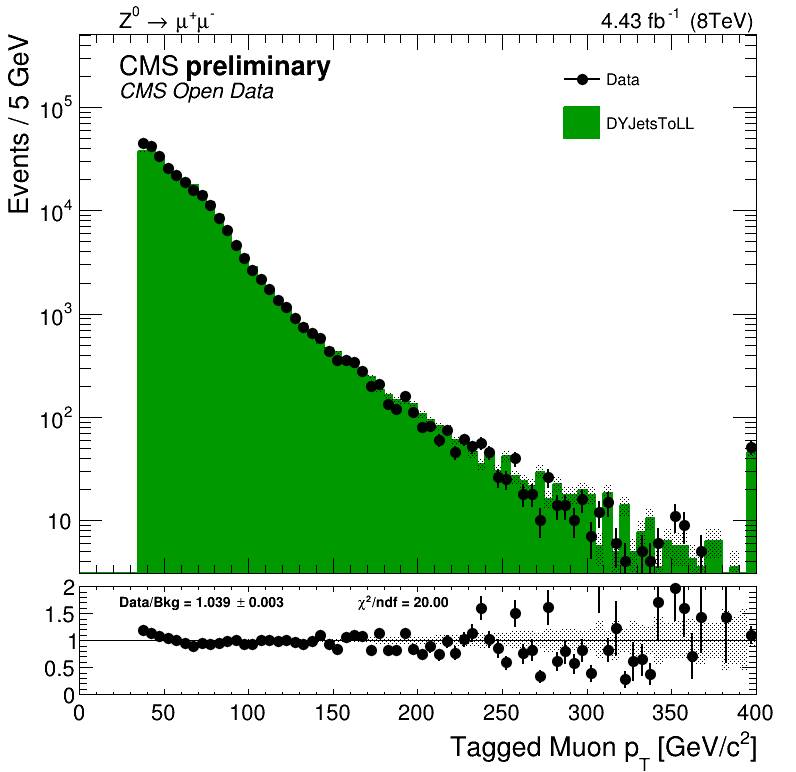 Z⁰ → μ⁺μ⁻ 4.43 fb⁻¹ (8TeV)
CMS preliminary
CMS Open Data
Data
DYJetsToLL
Events / 5 GeV
10⁵
10⁴
10³
10²
10
Data/Bkg = 1.039 ± 0.003 χ²/ndf = 20.00
2
1.5
1
0.5
0
0 50 100 150 200 250 300 350 400
Tagged Muon p_T [GeV/c²]